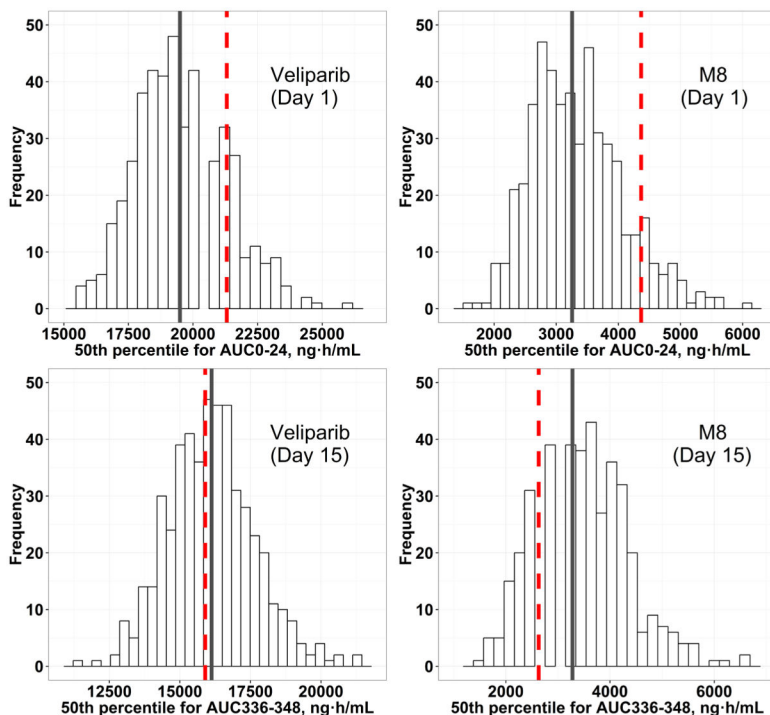 50
40
30
20
10
0
Frequency
Veliparib
(Day 1)
15000 17500 20000 22500 25000
50th percentile for AUC0-24, ng·h/mL
50
40
30
20
10
0
Frequency
M8
(Day 1)
2000 3000 4000 5000 6000
50th percentile for AUC0-24, ng·h/mL
50
40
30
20
10
0
Frequency
Veliparib
(Day 15)
12500 15000 17500 20000
50th percentile for AUC336-348, ng·h/mL
50
40
30
20
10
0
Frequency
M8
(Day 15)
2000 4000 6000
50th percentile for AUC336-348, ng·h/mL